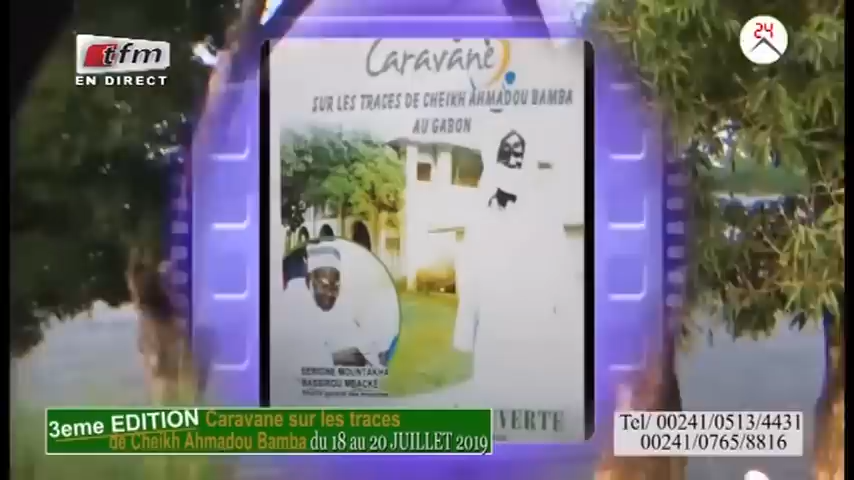 tfm
EN DIRECT
24
Caravane
SUR LES TRACES DE CHEIKH AHMADOU BAMBA
AU GABON
SERIGNE MOUNTAKHA
BASSIROU MBACKE
VERTE
3eme EDITION Caravane sur les traces
de Cheikh Ahmadou Bamba du 18 au 20 JUILLET 2019
Tel/ 00241/0513/4431
00241/0765/8816